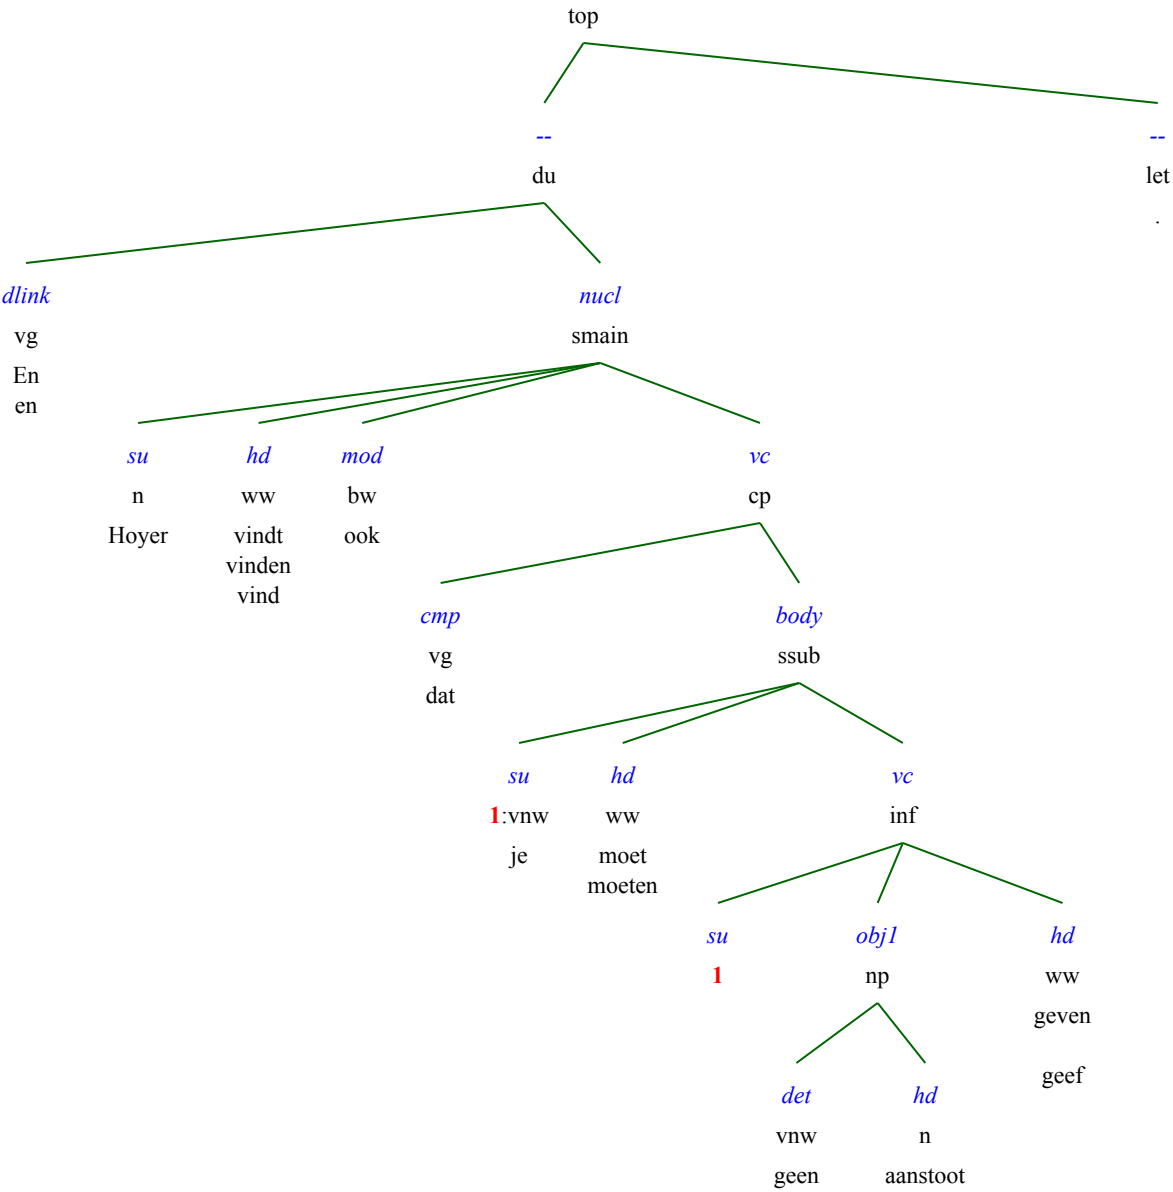 top
-- --
du let
.
dlink nucl
vg smain
En
en
su hd mod vc
n ww bw cp
Hoyer vindt ook
vinden
vind
cmp body
vg ssub
dat
su hd vc
1:vnw ww inf
je moet
moeten
su obj1 hd
1 np ww
geven
geef
det hd
vnw n
geen aanstoot